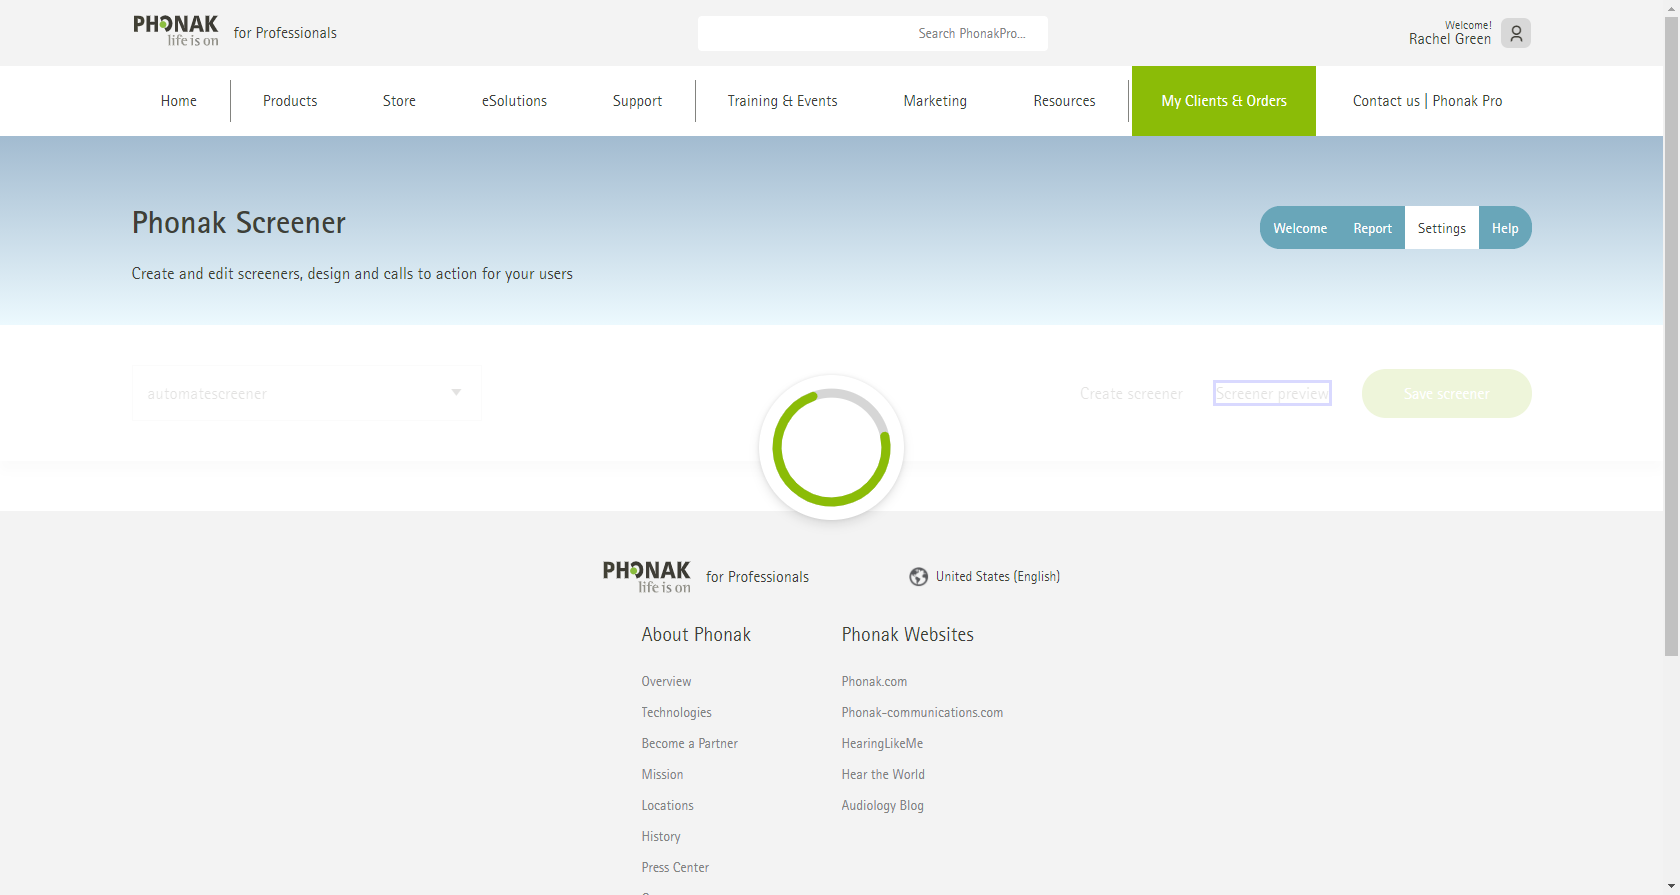 PHONAK
life is on
for Professionals
Search PhonakPro...
Welcome!
Rachel Green
Home
Products
Store
eSolutions
Support
Training & Events
Marketing
Resources
My Clients & Orders
Contact us | Phonak Pro
Phonak Screener
Welcome
Report
Settings
Help
Create and edit screeners, design and calls to action for your users
automatescreener
Create screener
Screener preview
Save screener
PHONAK
life is on
for Professionals
United States (English)
About Phonak
Phonak Websites
Overview
Phonak.com
Technologies
Phonak-communications.com
Become a Partner
HearingLikeMe
Mission
Hear the World
Locations
Audiology Blog
History
Press Center